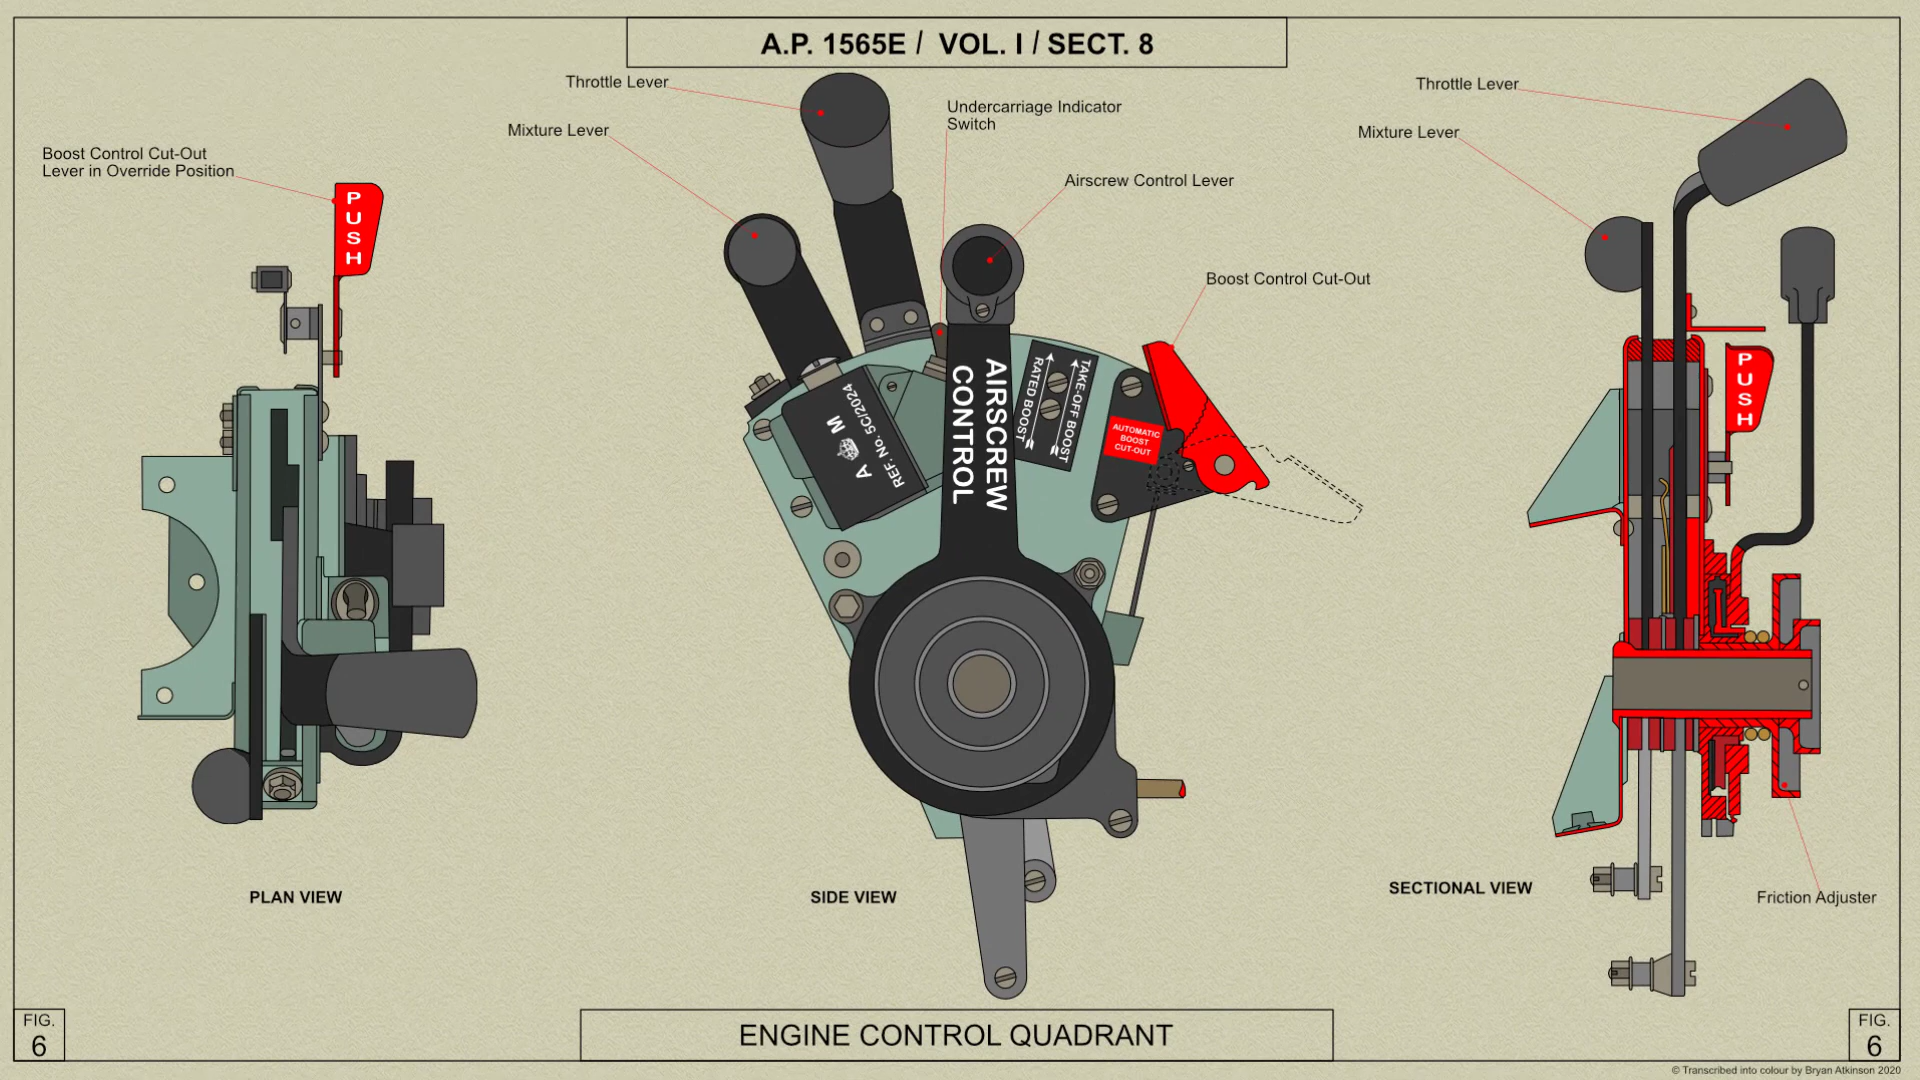 A.P. 1565E / VOL. I / SECT. 8
Throttle Lever
Mixture Lever
Undercarriage Indicator
Switch
Airscrew Control Lever
Boost Control Cut-Out
Boost Control Cut-Out
Lever in Override Position
PUSH
Throttle Lever
Mixture Lever
PUSH
A M
REF. No. 5C/2024
AIRSCREW
CONTROL
RATED BOOST
TAKE-OFF BOOST
AUTOMATIC
BOOST
CUT-OUT
PLAN VIEW
SIDE VIEW
SECTIONAL VIEW
Friction Adjuster
FIG.
6
ENGINE CONTROL QUADRANT
FIG.
6
© Transcribed into colour by Bryan Atkinson 2020